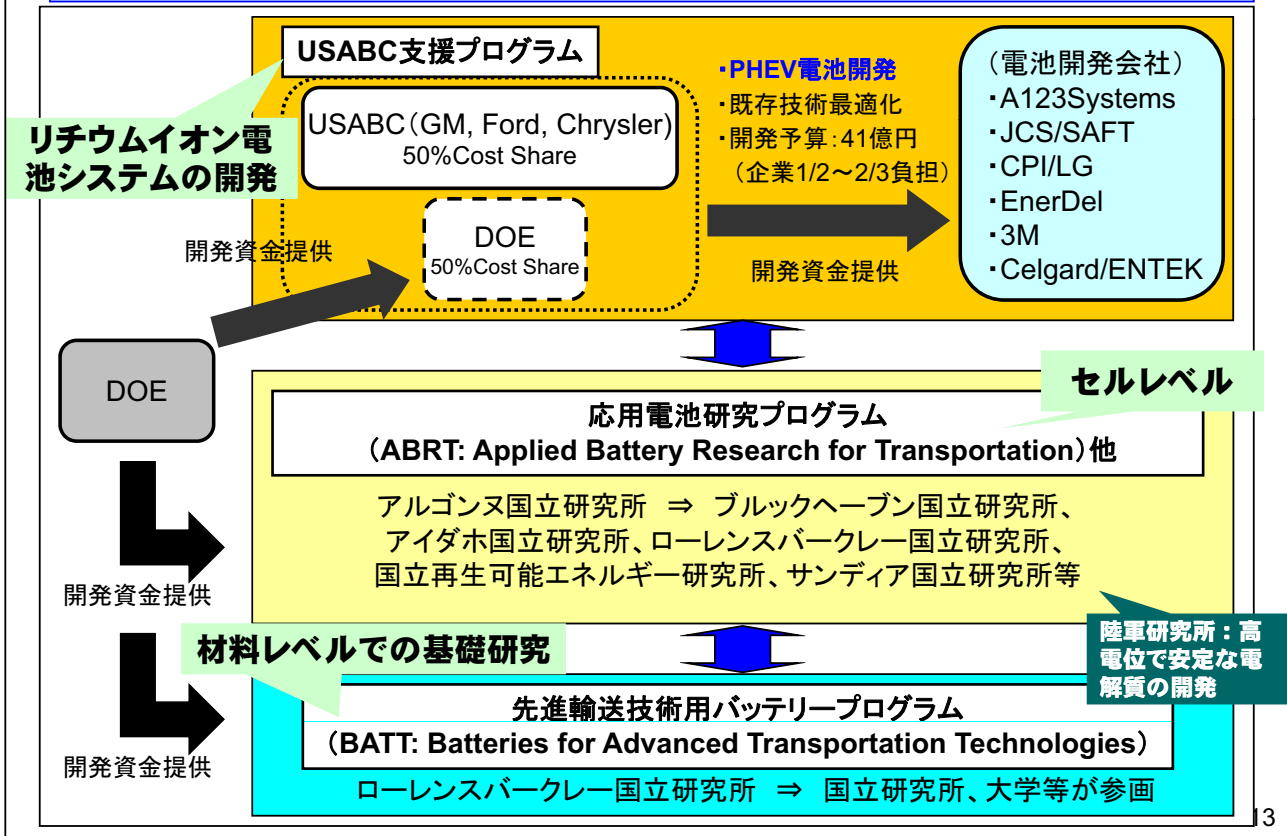 USABC支援プログラム
リチウムイオン電
池システムの開発
USABC(GM, Ford, Chrysler)
50%Cost Share
DOE
50%Cost Share
開発資金提供
・PHEV電池開発
・既存技術最適化
・開発予算:41億円
(企業1/2~2/3負担)
開発資金提供
(電池開発会社)
・A123Systems
・JCS/SAFT
・CPI/LG
・EnerDel
・3M
・Celgard/ENTEK
DOE
セルレベル
応用電池研究プログラム
(ABRT: Applied Battery Research for Transportation)他
アルゴンヌ国立研究所 ⇒ ブルックヘーブン国立研究所、
アイダホ国立研究所、ローレンスバークレー国立研究所、
国立再生可能エネルギー研究所、サンディア国立研究所等
開発資金提供
陸軍研究所:高
電位で安定な電
解質の開発
材料レベルでの基礎研究
先進輸送技術用バッテリープログラム
(BATT: Batteries for Advanced Transportation Technologies)
開発資金提供
ローレンスバークレー国立研究所 ⇒ 国立研究所、大学等が参画
13